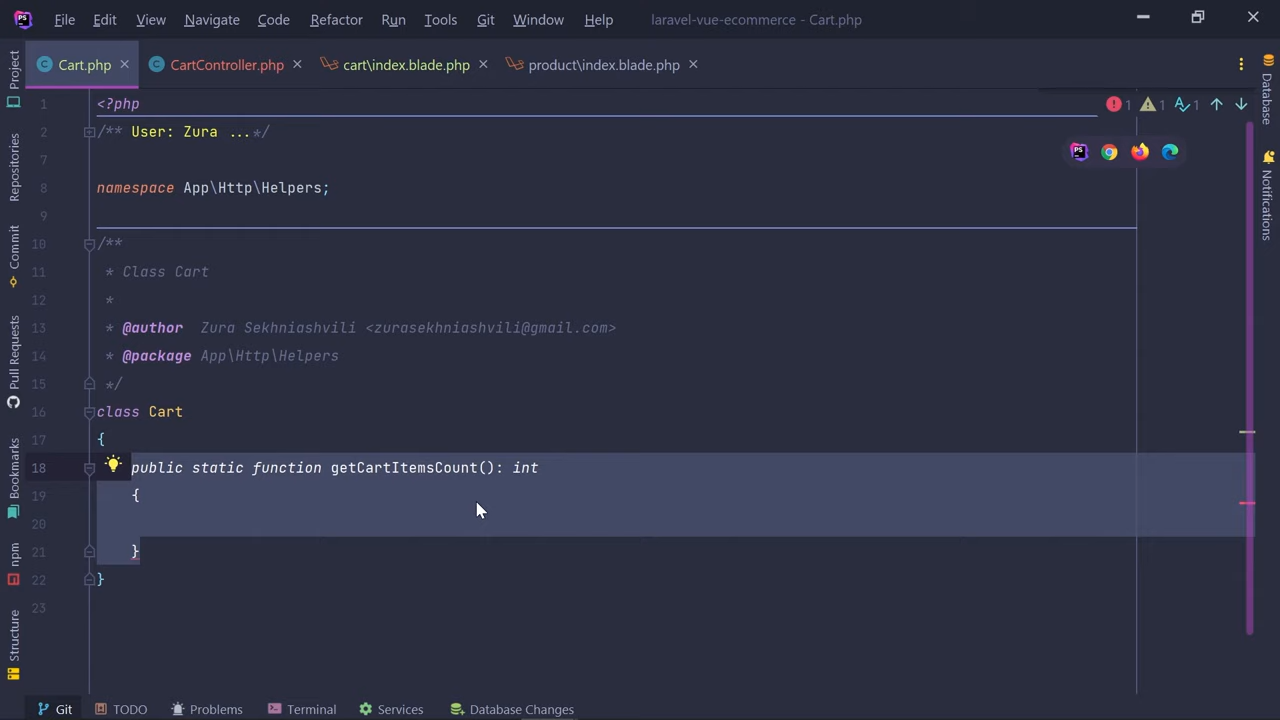 File Edit View Navigate Code Refactor Run Tools Git Window Help laravel-vue-ecommerce - Cart.php
Cart.php CartController.php cart\index.blade.php product\index.blade.php
1 <?php
2 /** User: Zura ...*/
7
8 namespace App\Http\Helpers;
9
10 /**
11 * Class Cart
12 *
13 * @author Zura Sekhniashvili <zurasekhniashvili@gmail.com>
14 * @package App\Http\Helpers
15 */
16 class Cart
17 {
18 public static function getCartItemsCount(): int
19 {
20
21 }
22 }
23
1 1 1
Project
Repositories
Commit
Pull Requests
Bookmarks
npm
Structure
Database
Notifications
Git TODO Problems Terminal Services Database Changes